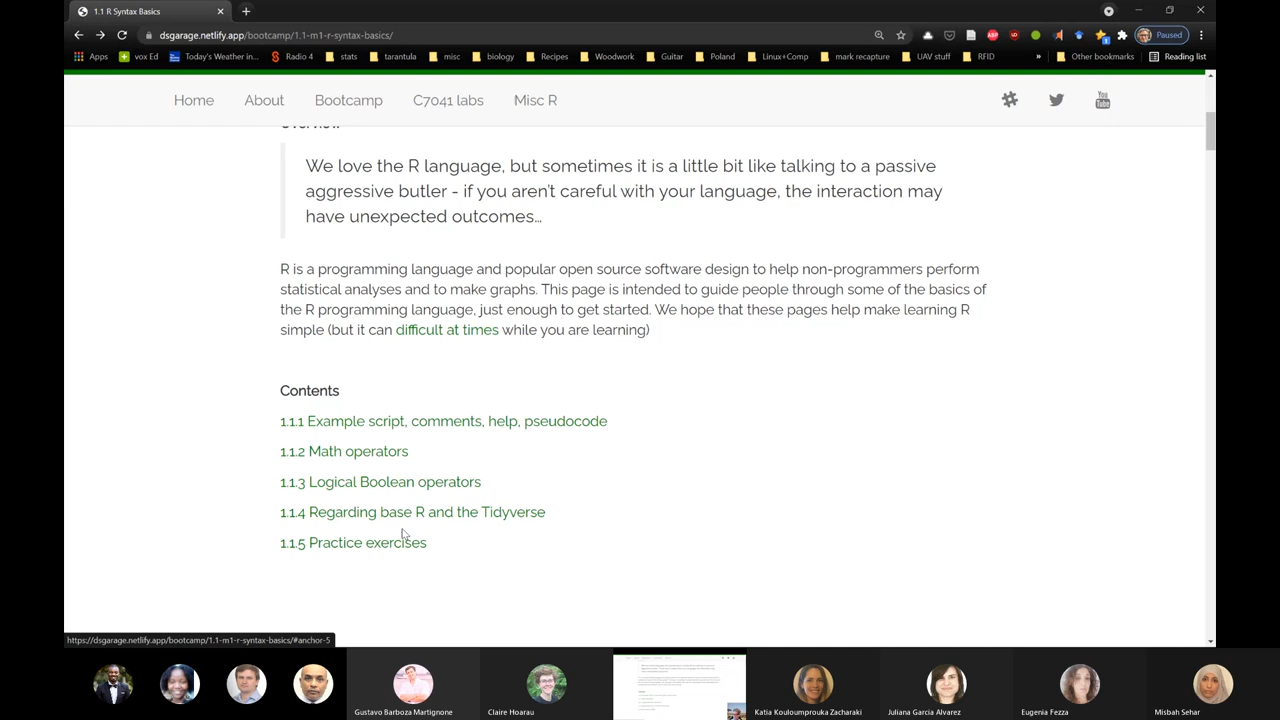 1.1 R Syntax Basics
dsgarage.netlify.app/bootcamp/1.1-m1-r-syntax-basics/
Paused
Apps
vox Ed
Today's Weather in...
Radio 4
stats
tarantula
misc
biology
Recipes
Woodwork
Guitar
Poland
Linux+Comp
mark recapture
UAV stuff
RFID
»
Other bookmarks
Reading list
Home
About
Bootcamp
C7041 labs
Misc R
You Tube
Overview
We love the R language, but sometimes it is a little bit like talking to a passive
aggressive butler - if you aren't careful with your language, the interaction may
have unexpected outcomes…
R is a programming language and popular open source software design to help non-programmers perform
statistical analyses and to make graphs. This page is intended to guide people through some of the basics of
the R programming language, just enough to get started. We hope that these pages help make learning R
simple (but it can difficult at times while you are learning)
Contents
1.1.1 Example script, comments, help, pseudocode
1.1.2 Math operators
1.1.3 Logical Boolean operators
1.1.4 Regarding base R and the Tidyverse
1.1.5 Practice exercises
https://dsgarage.netlify.app/bootcamp/1.1-m1-r-syntax-basics/#anchor-5
Martignone
Claire Hoarau
Katia Kouloumprouka Zacharaki
Juliana Garcia Alvarez
Eugenia Fezza
Misbah Sehar